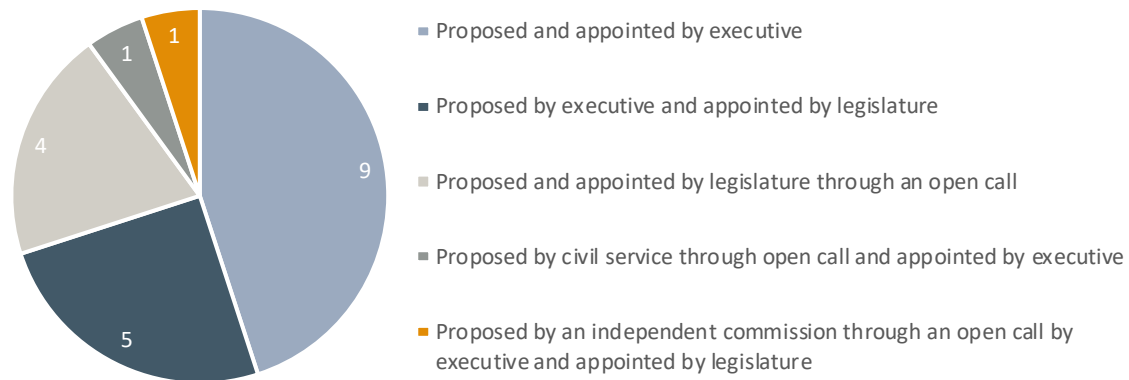 1
1
4
9
5
Proposed and appointed by executive
Proposed by executive and appointed by legislature
Proposed and appointed by legislature through an open call
Proposed by civil service through open call and appointed by executive
Proposed by an independent commission through an open call by
executive and appointed by legislature